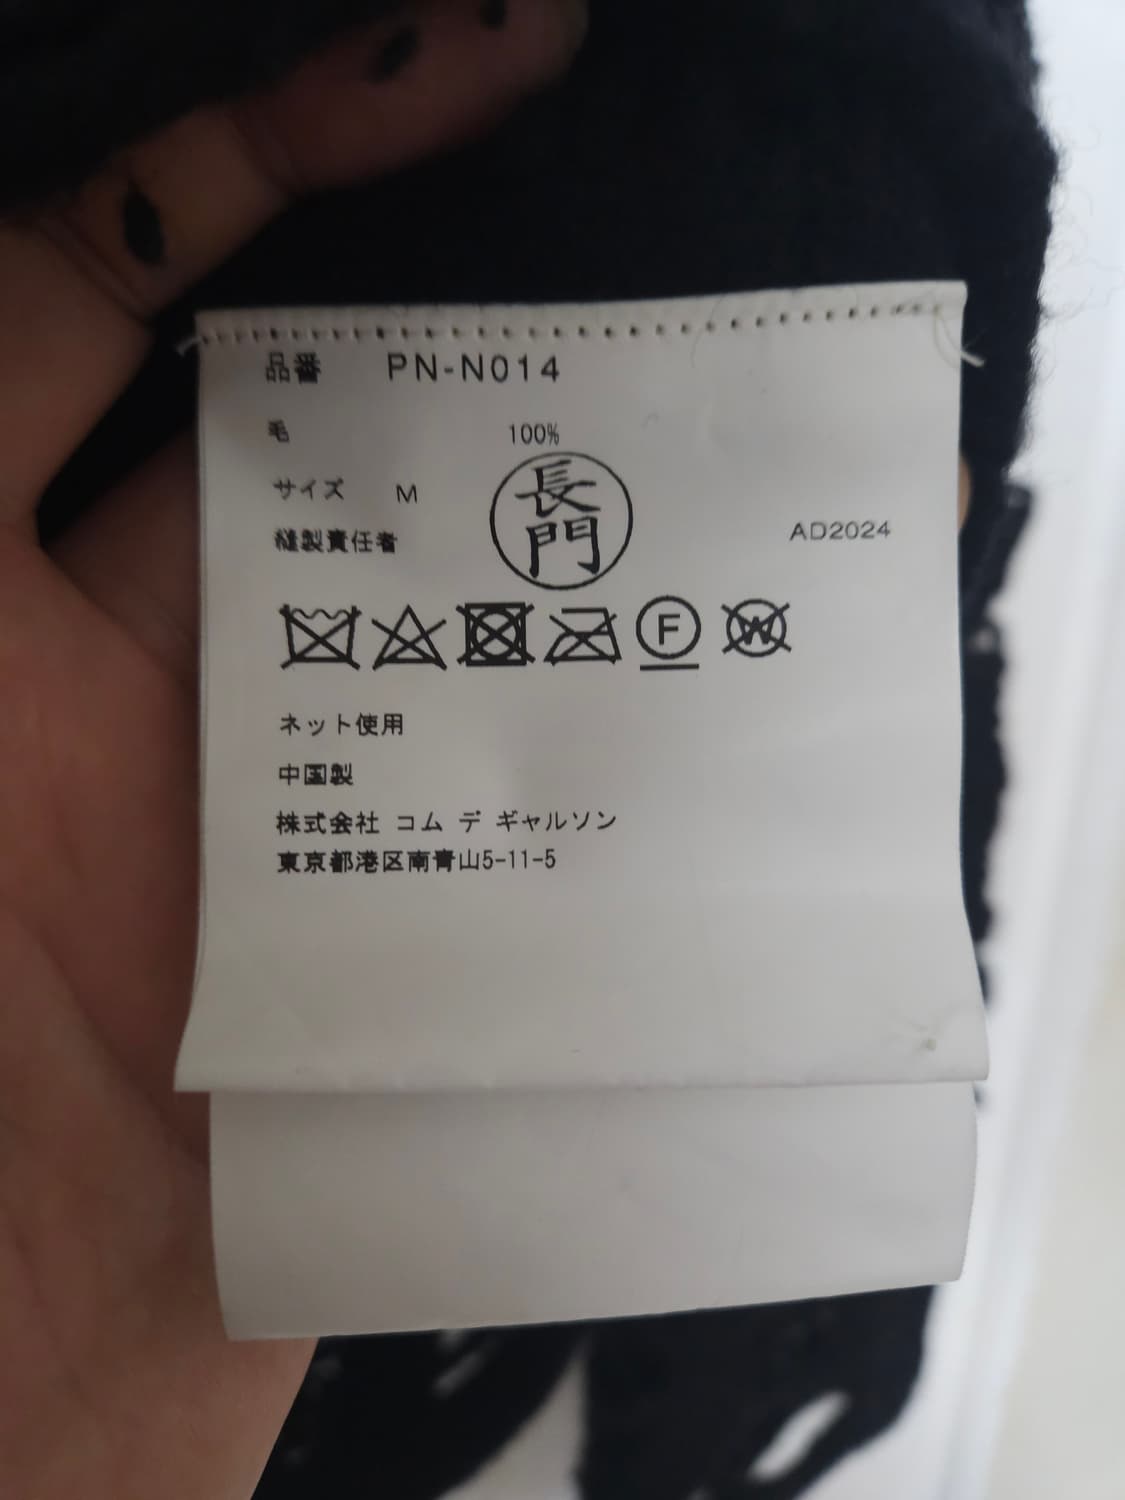 品番 PN-N014
毛 100%
サイズ M
縫製責任者 長門 AD2024
F W
ネット使用
中国製
株式会社 コム デ ギャルソン
東京都港区南青山5-11-5